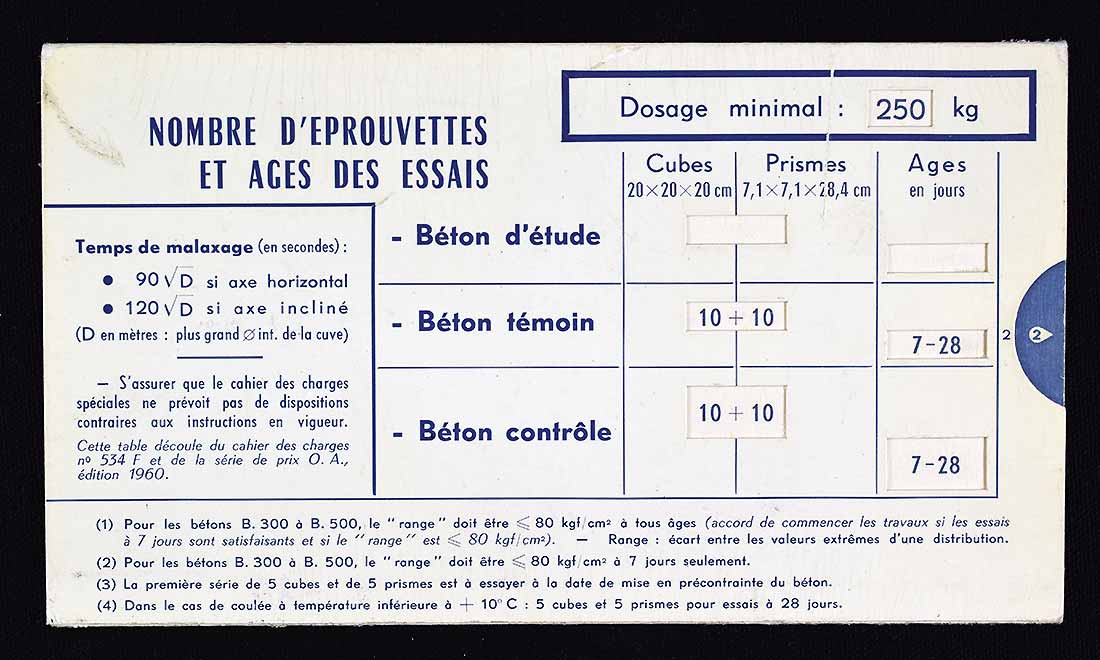 Dosage minimal : 250 kg
NOMBRE D'EPROUVETTES
ET AGES DES ESSAIS
Cubes Prismes Ages
20×20×20 cm 7,1×7,1×28,4 cm en jours
Temps de malaxage (en secondes) :
• 90√D si axe horizontal
• 120√D si axe incliné
(D en mètres : plus grand ∅ int. de la cuve)
— S'assurer que le cahier des charges
spéciales ne prévoit pas de dispositions
contraires aux instructions en vigueur.
Cette table découle du cahier des charges
nº 534 F et de la série de prix O. A.,
édition 1960.
- Béton d'étude
- Béton témoin 10 + 10 7-28
2 2
- Béton contrôle 10 + 10 7-28
(1) Pour les bétons B. 300 à B. 500, le "range" doit être ⩽ 80 kgf/cm² à tous âges (accord de commencer les travaux si les essais
à 7 jours sont satisfaisants et si le "range" est ⩽ 80 kgf/cm²). — Range : écart entre les valeurs extrêmes d'une distribution.
(2) Pour les bétons B. 300 à B. 500, le "range" doit être ⩽ 80 kgf/cm² à 7 jours seulement.
(3) La première série de 5 cubes et de 5 prismes est à essayer à la date de mise en précontrainte du béton.
(4) Dans le cas de coulée à température inférieure à + 10° C : 5 cubes et 5 prismes pour essais à 28 jours.